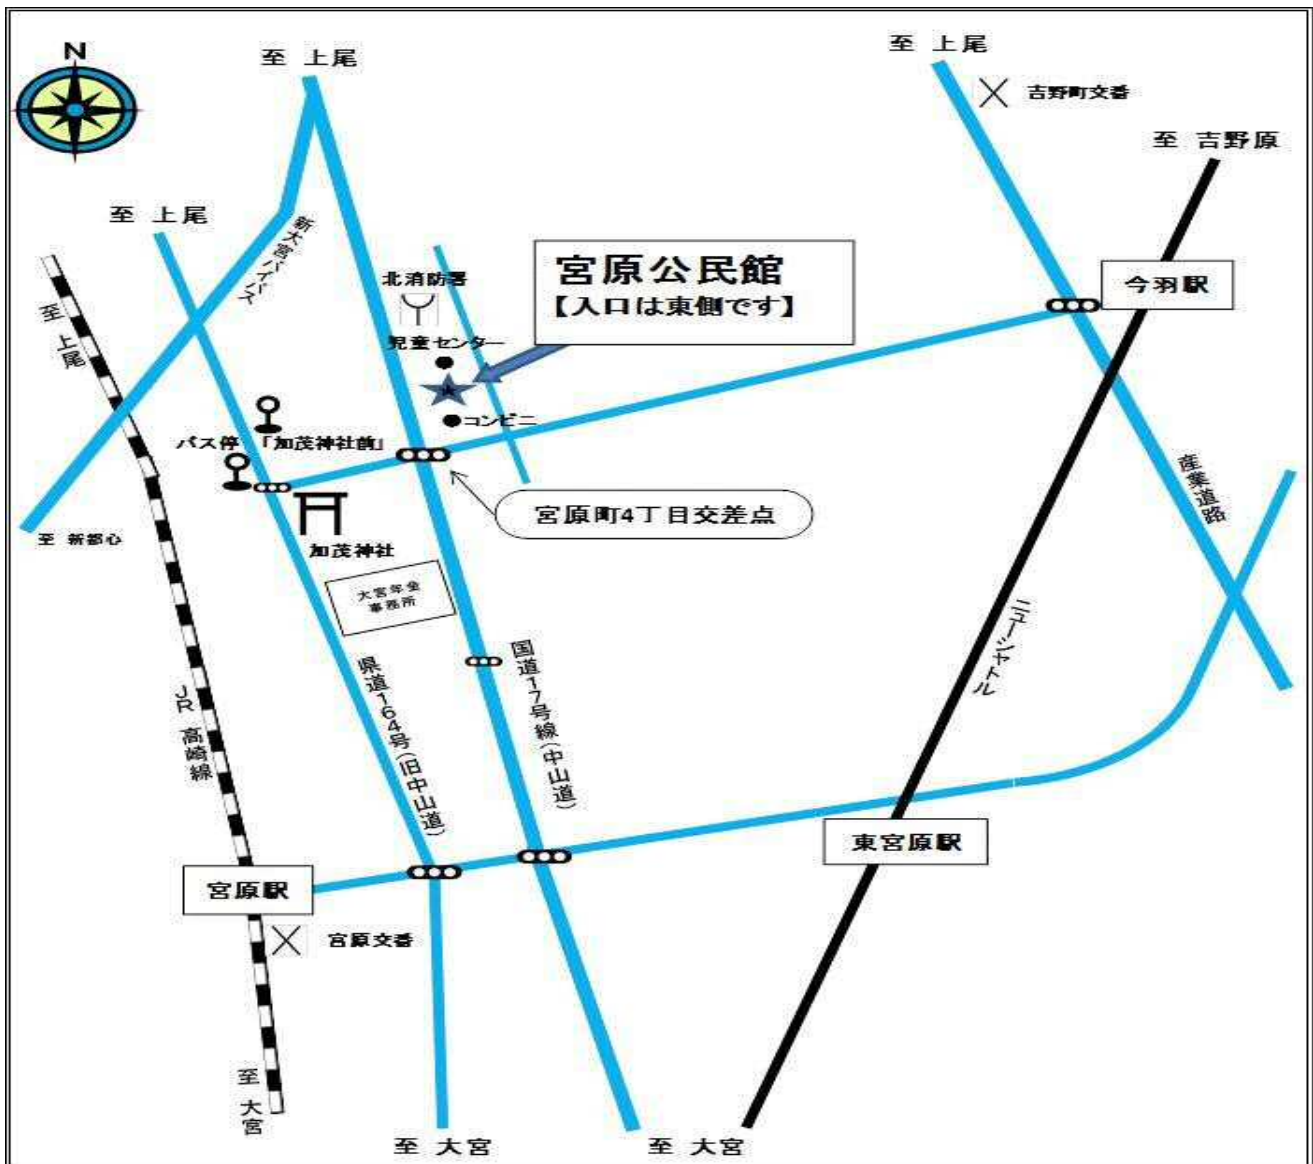 N
至 上尾
至 上尾
吉野町交番
至 吉野原
至 上尾
新大宮バイパス
北消防署
宮原公民館
【入口は東側です】
今羽駅
至 上尾
児童センター
コンビニ
バス停 「加茂神社前」
産業道路
宮原町4丁目交差点
至 新都心
加茂神社
大宮年金
事務所
ニューシャトル
県道164号(旧中山道)
国道17号線(中山道)
JR 高崎線
東宮原駅
宮原駅
宮原交番
至 大宮
至 大宮
至 大宮